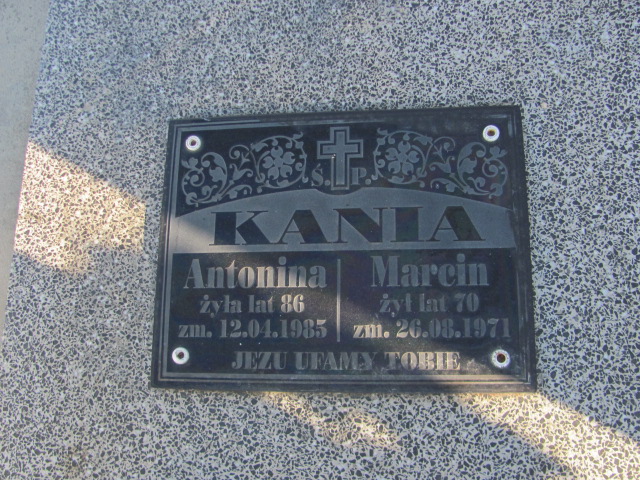 Ś. P.
KANIA
Antonina
żyła lat 86
zm. 12.04.1985
Marcin
żył lat 70
zm. 26.08.1971
JEZU UFAMY TOBIE